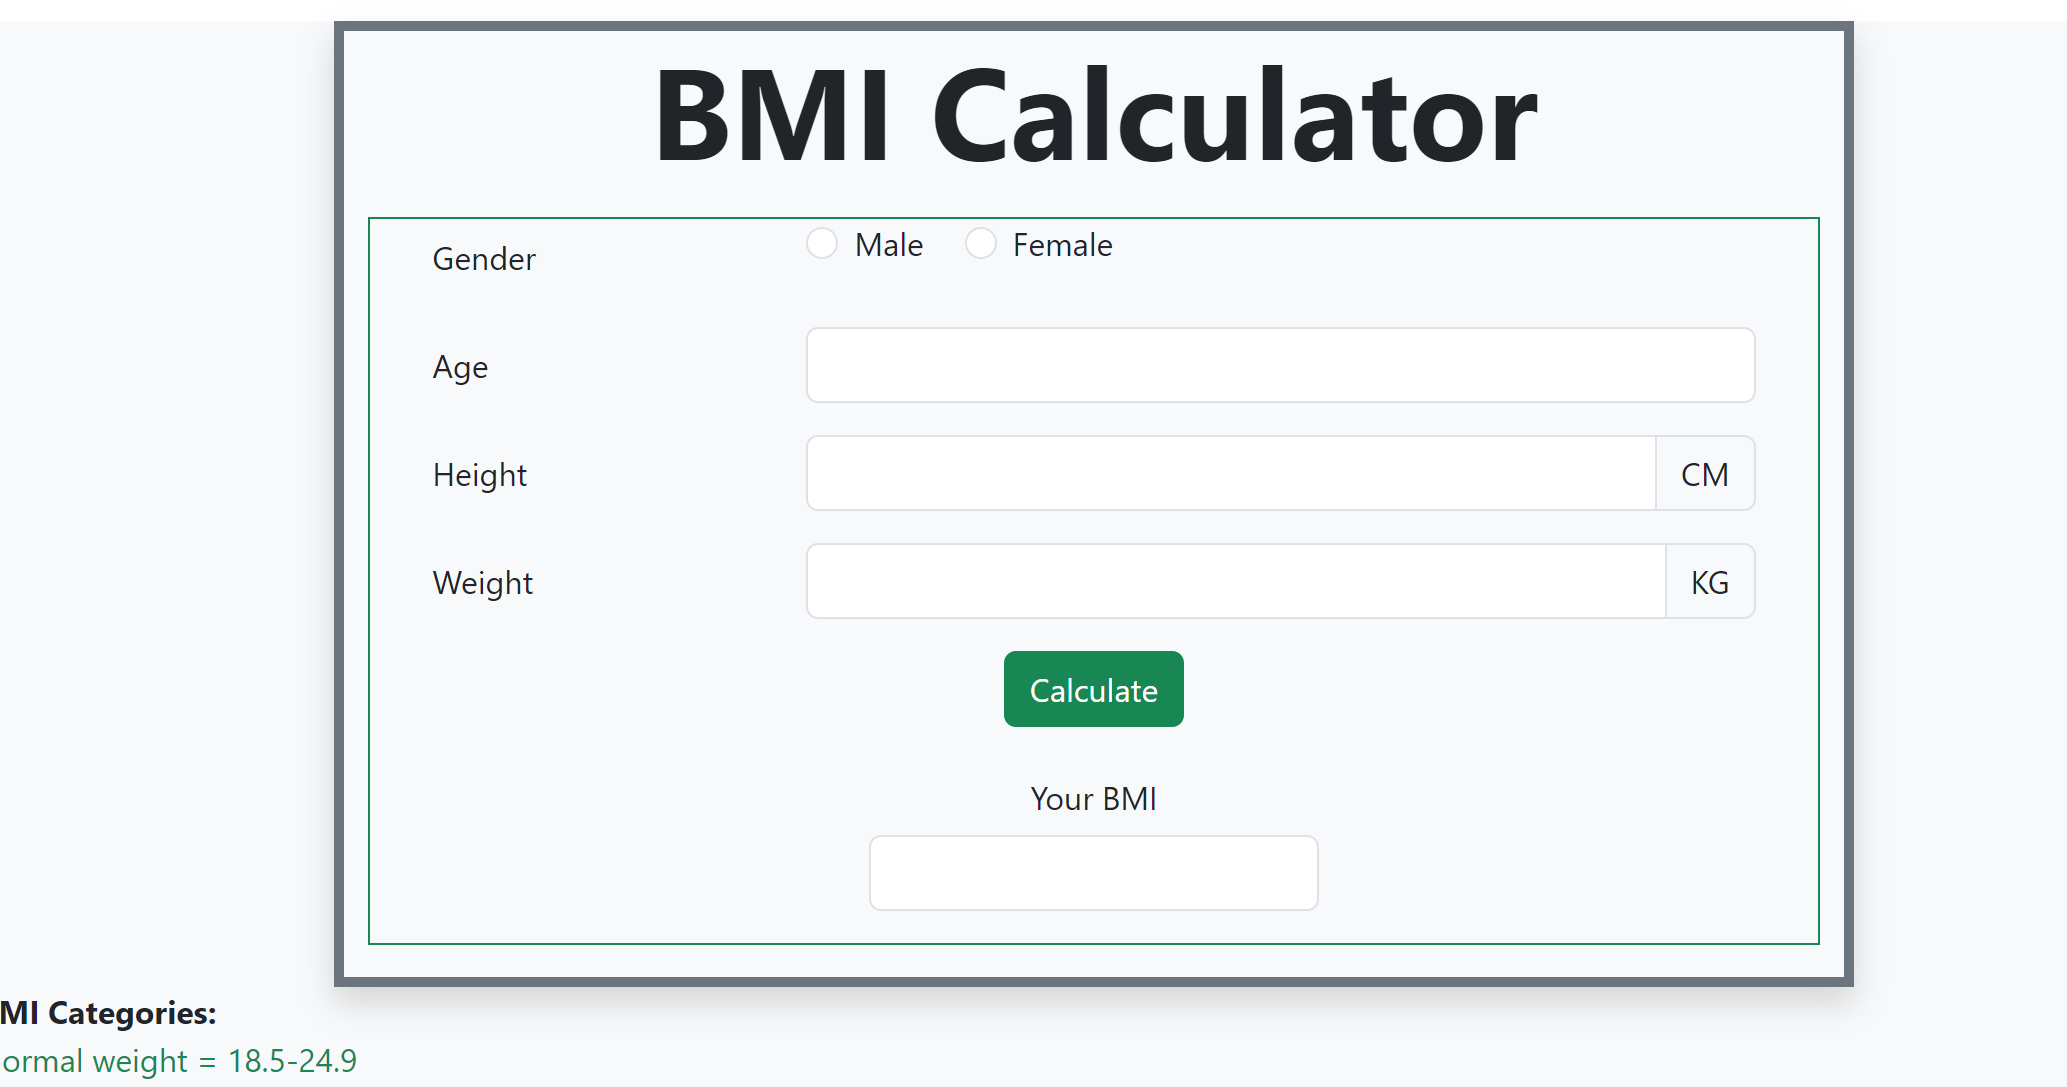 BMI Calculator
Gender
Male
Female
Age
Height
CM
Weight
KG
Calculate
Your BMI
MI Categories:
ormal weight = 18.5-24.9